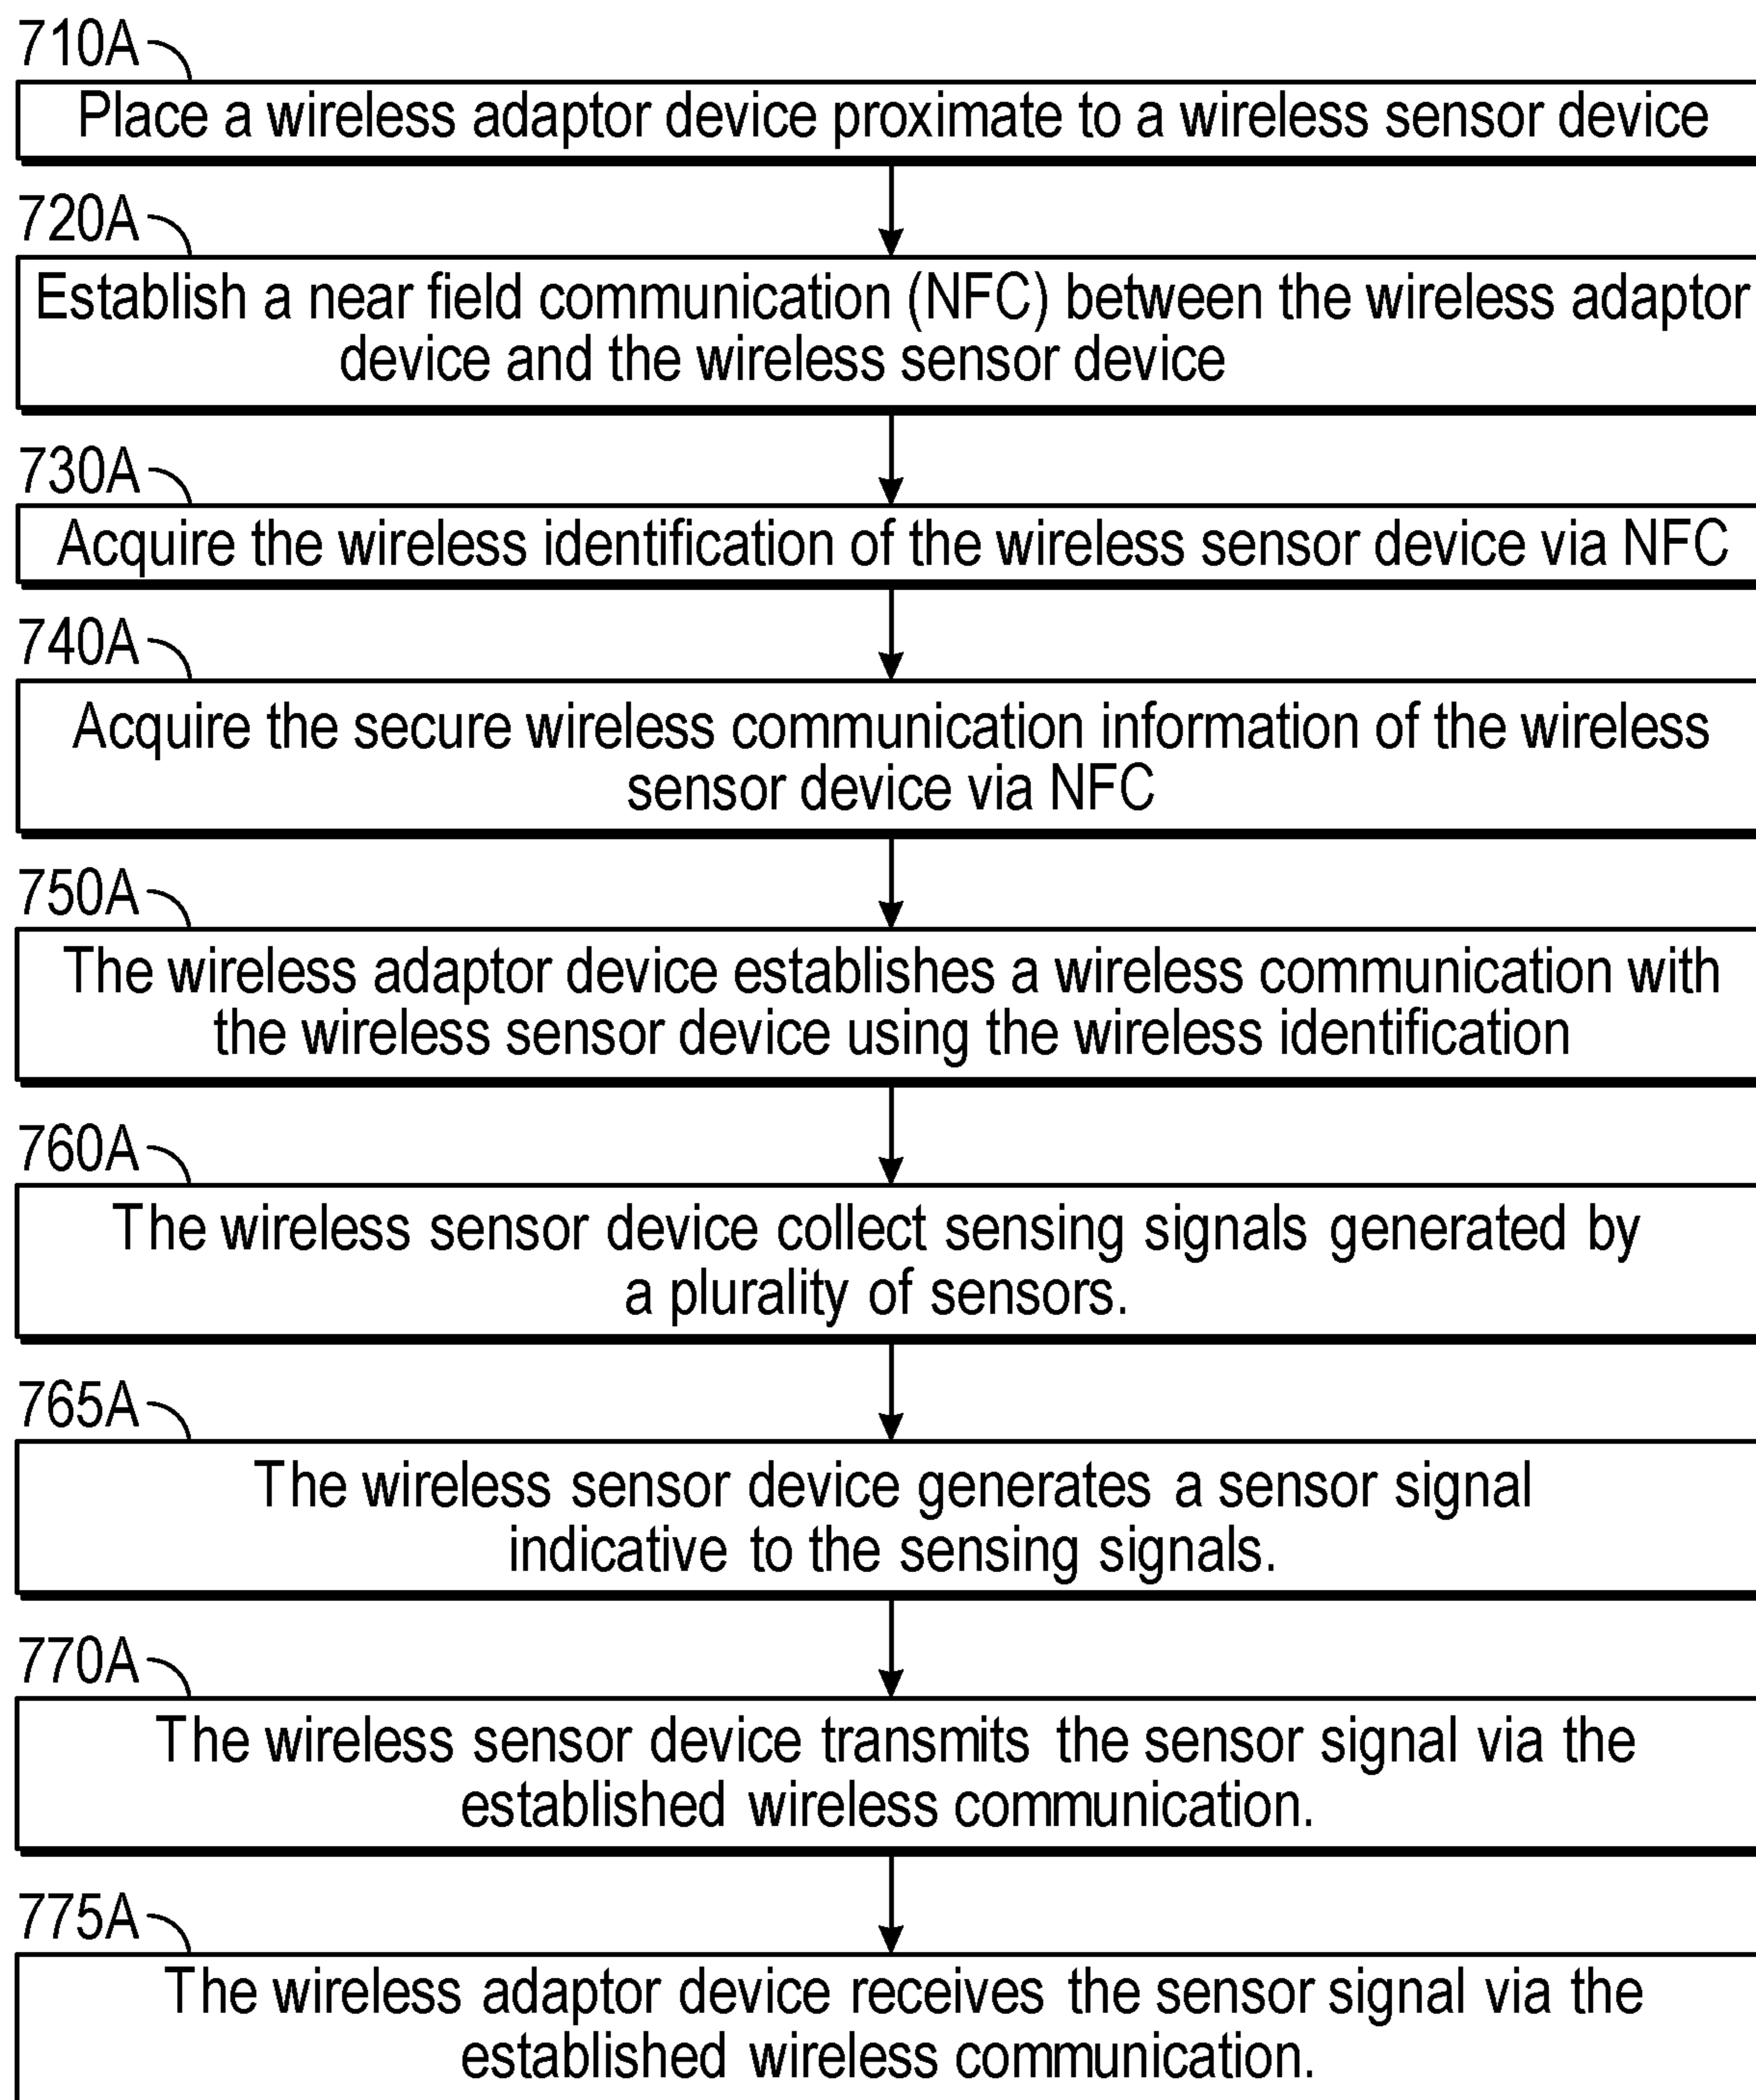 710A
Place a wireless adaptor device proximate to a wireless sensor device
720A
Establish a near field communication (NFC) between the wireless adaptor
device and the wireless sensor device
730A
Acquire the wireless identification of the wireless sensor device via NFC
740A
Acquire the secure wireless communication information of the wireless
sensor device via NFC
750A
The wireless adaptor device establishes a wireless communication with
the wireless sensor device using the wireless identification
760A
The wireless sensor device collect sensing signals generated by
a plurality of sensors.
765A
The wireless sensor device generates a sensor signal
indicative to the sensing signals.
770A
The wireless sensor device transmits the sensor signal via the
established wireless communication.
775A
The wireless adaptor device receives the sensor signal via the
established wireless communication.